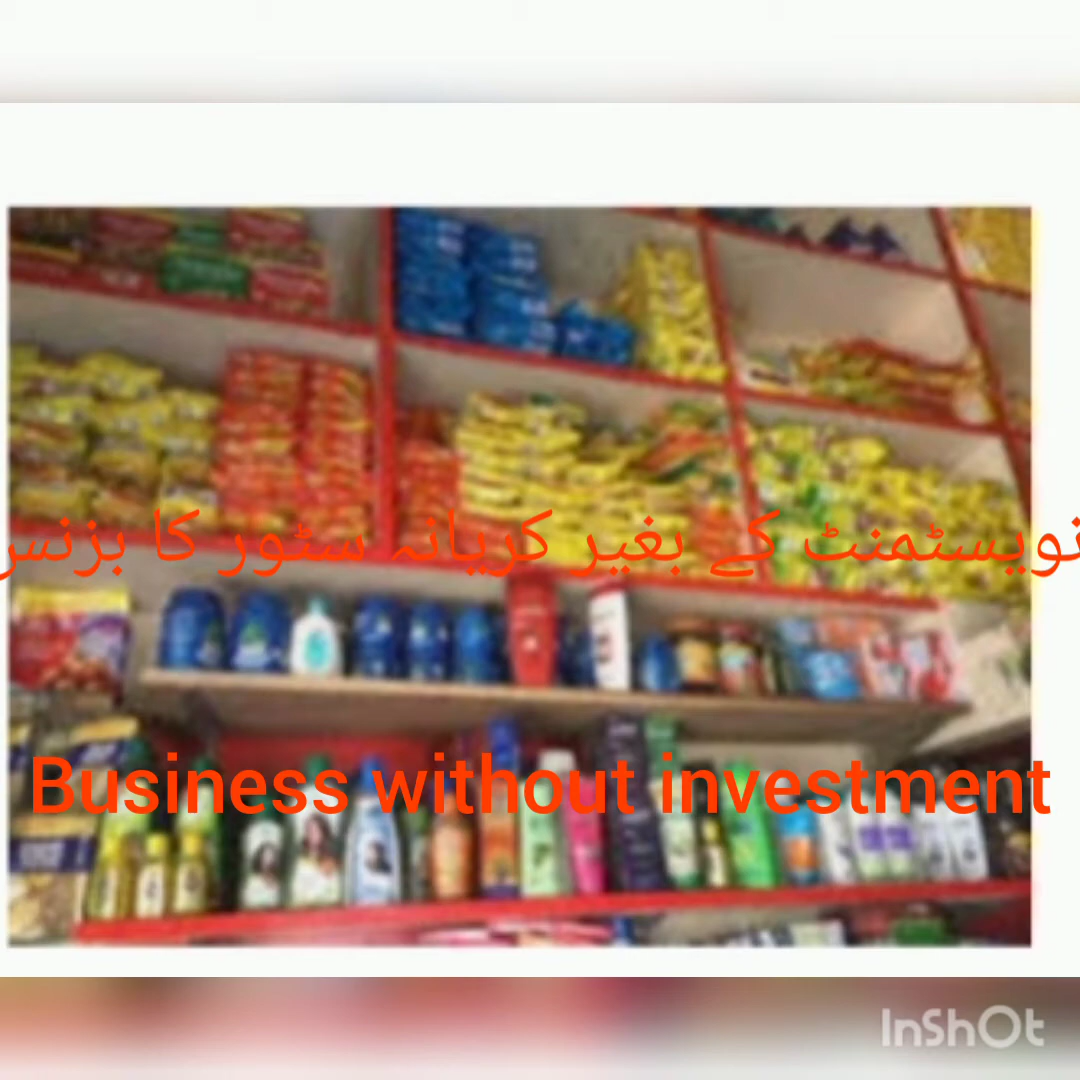 نویسٹمنٹ کے بغیر کریانہ سٹور کا بزنس
Business without investment
InShOt